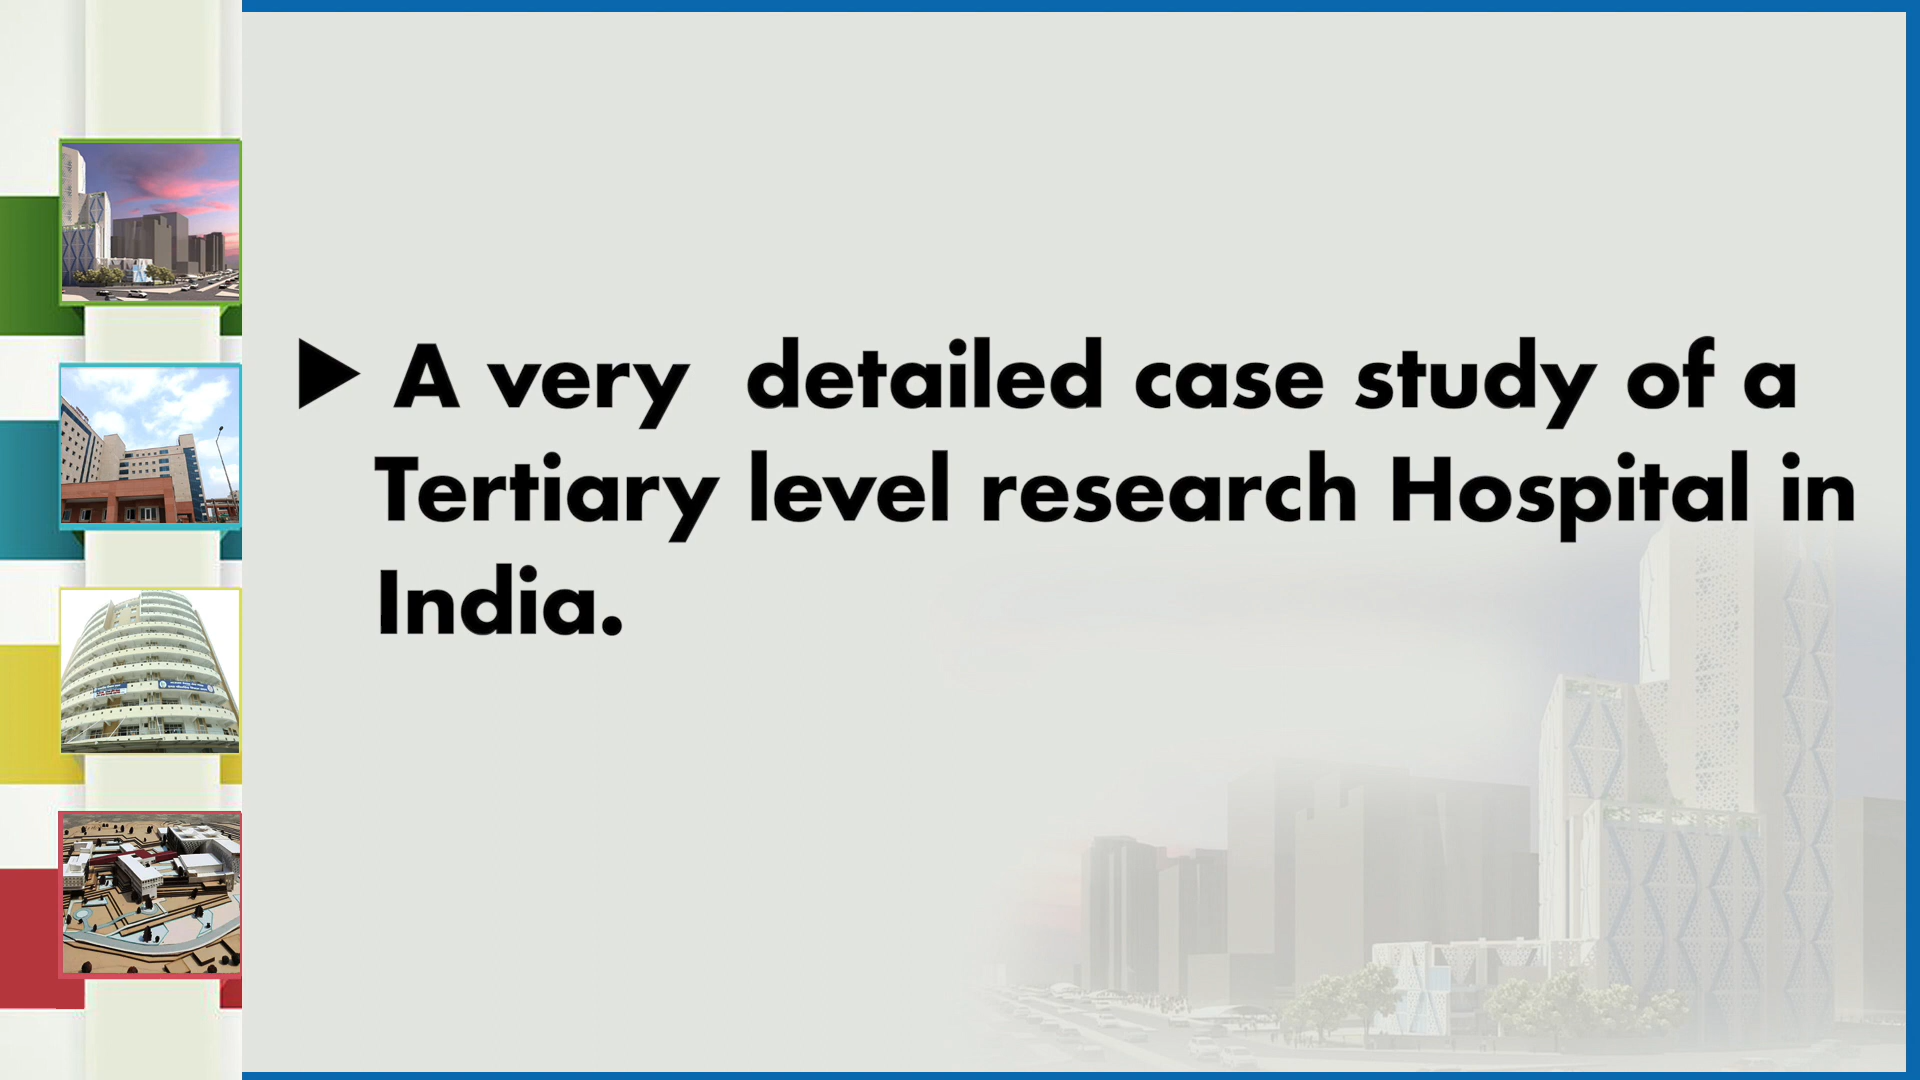 A very  detailed case study of a
Tertiary level research Hospital in
India.